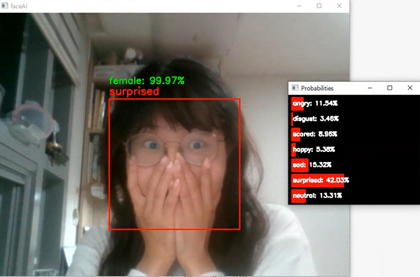 faceAI
female: 99.97%
surprised
Probabilities
angry: 11.54%
disgust: 3.46%
scared: 8.96%
happy: 5.38%
sad: 15.32%
surprised: 42.03%
neutral: 13.31%